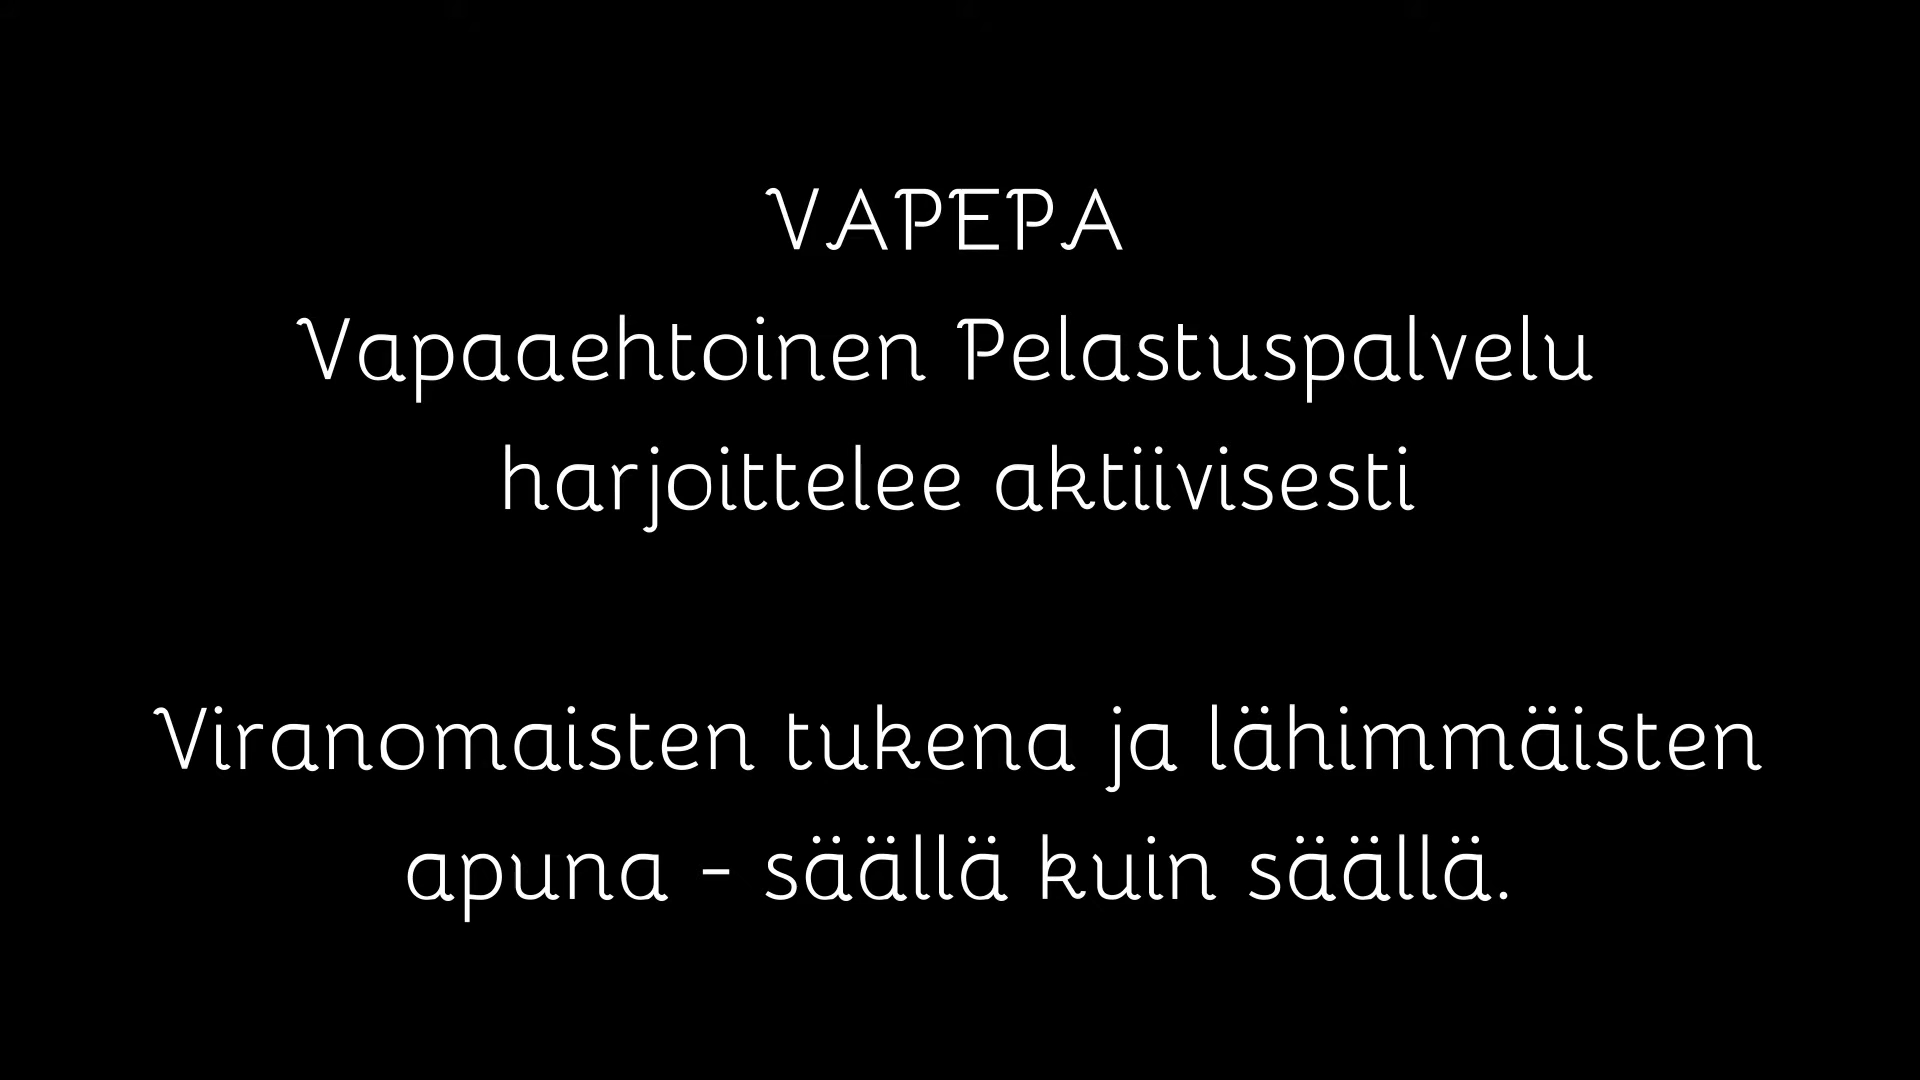 VAPEPA
Vapaaehtoinen Pelastuspalvelu
harjoittelee aktiivisesti
Viranomaisten tukena ja lähimmäisten
apuna - säällä kuin säällä.